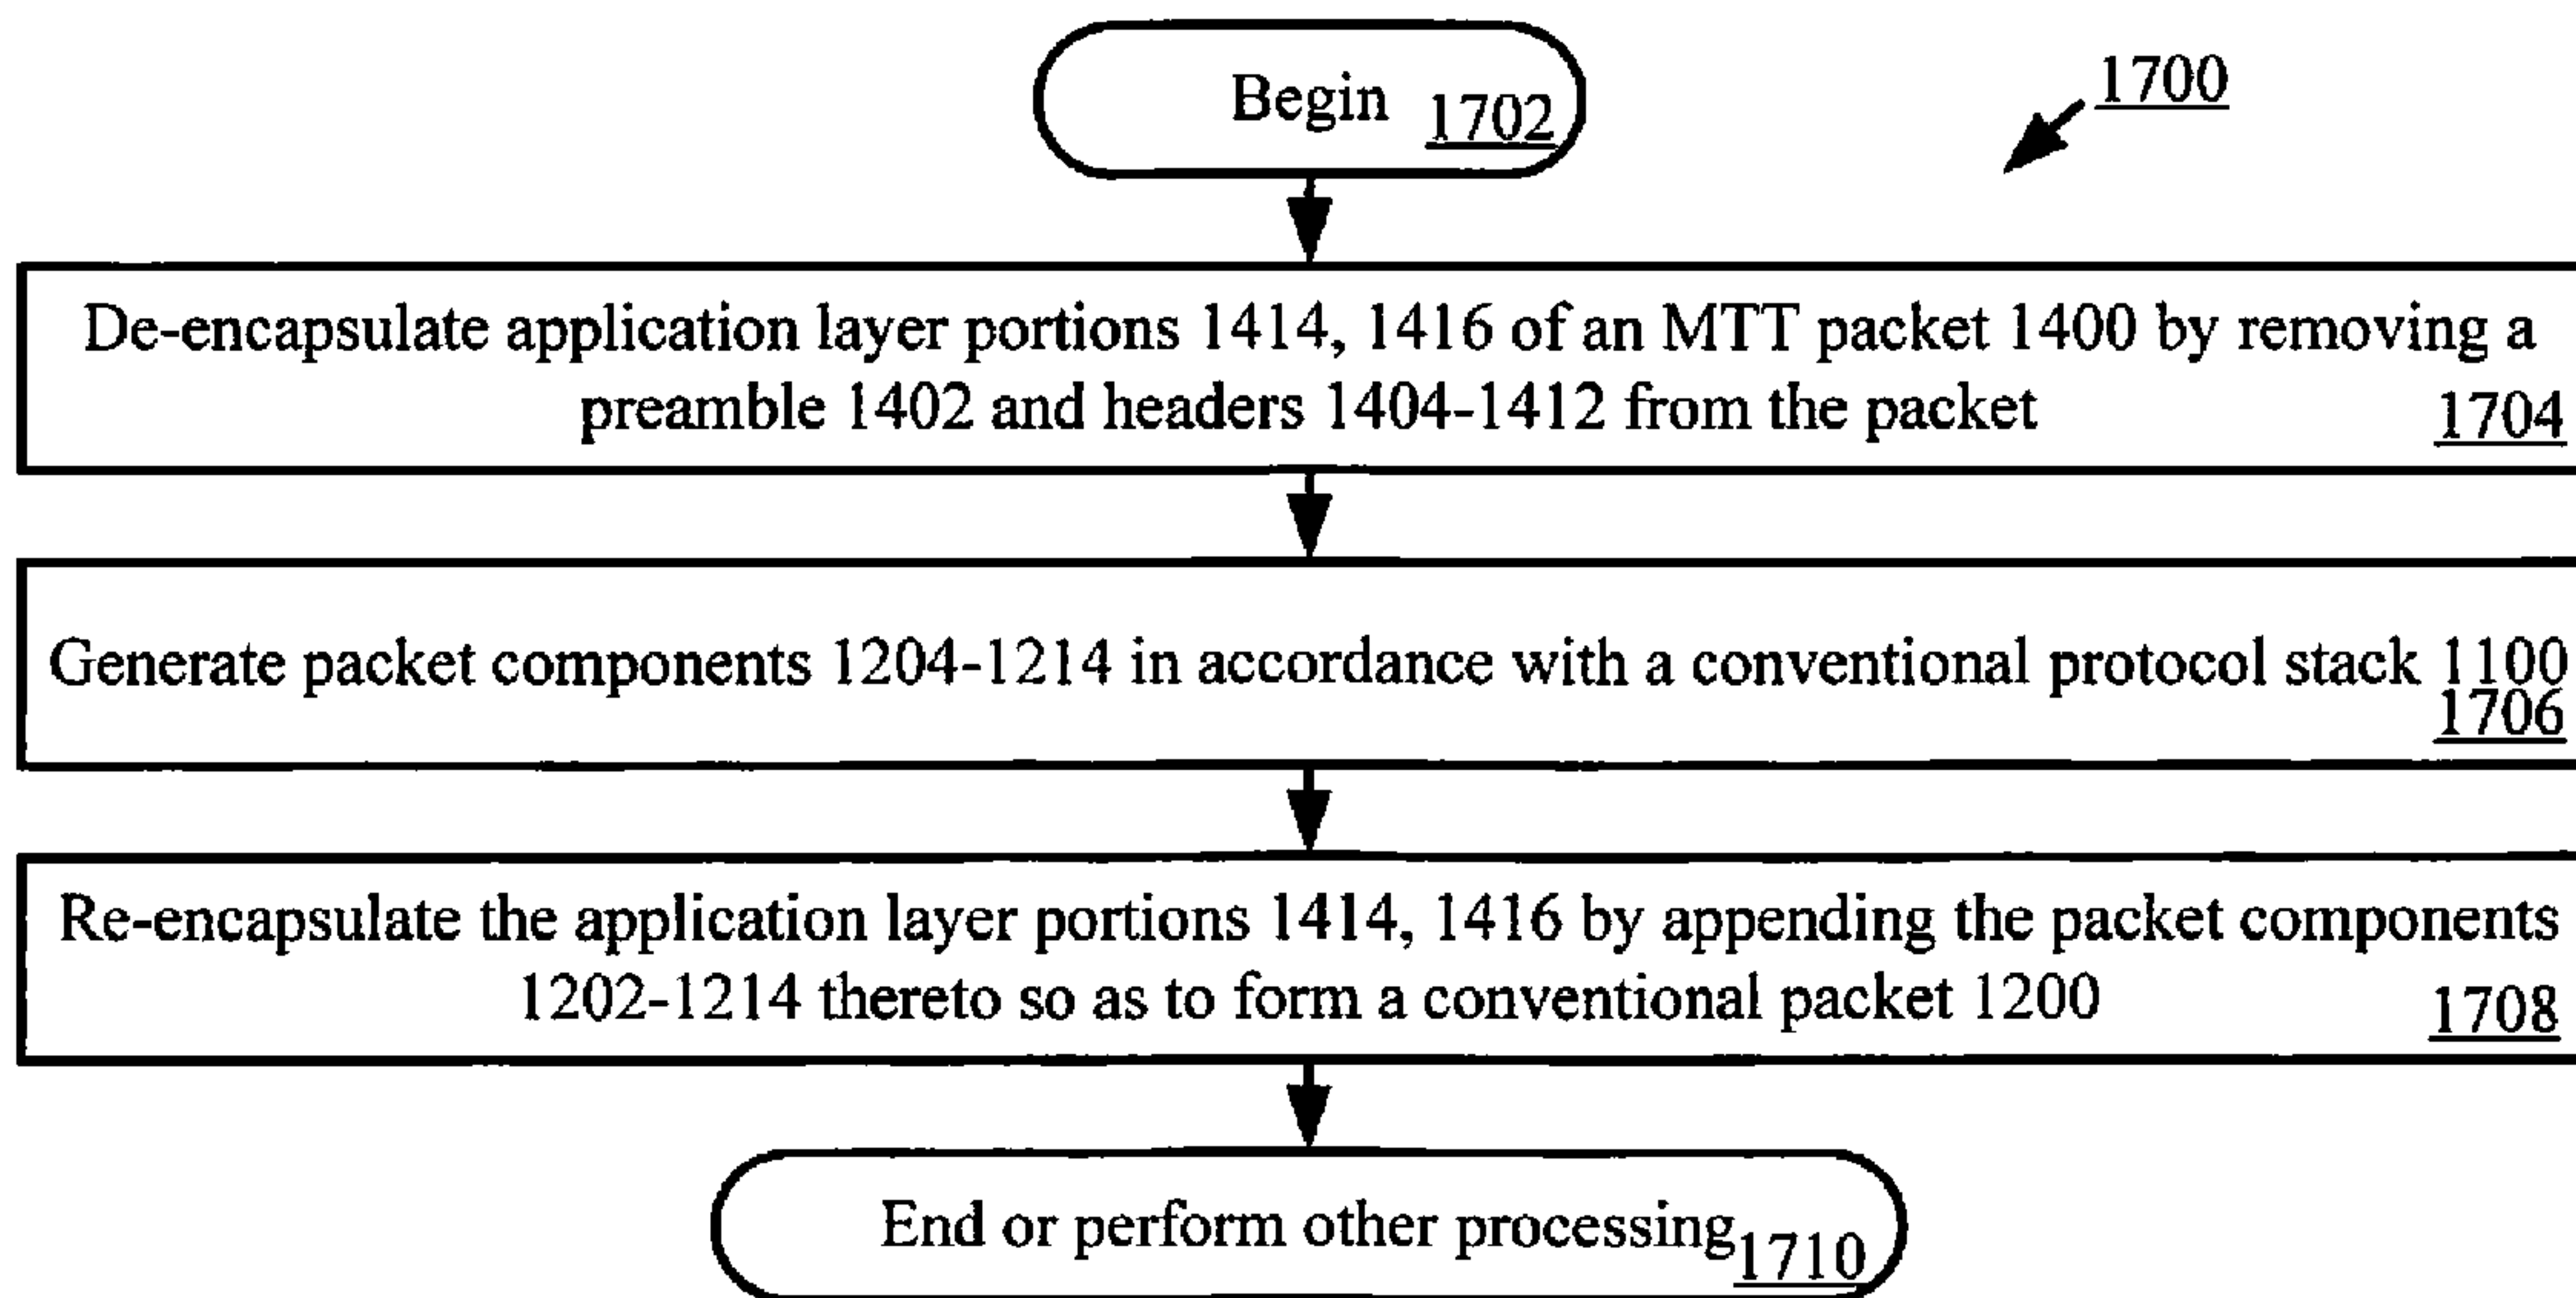 Begin 1702
1700
De-encapsulate application layer portions 1414, 1416 of an MTT packet 1400 by removing a
preamble 1402 and headers 1404-1412 from the packet 1704
Generate packet components 1204-1214 in accordance with a conventional protocol stack 1100
1706
Re-encapsulate the application layer portions 1414, 1416 by appending the packet components
1202-1214 thereto so as to form a conventional packet 1200 1708
End or perform other processing 1710